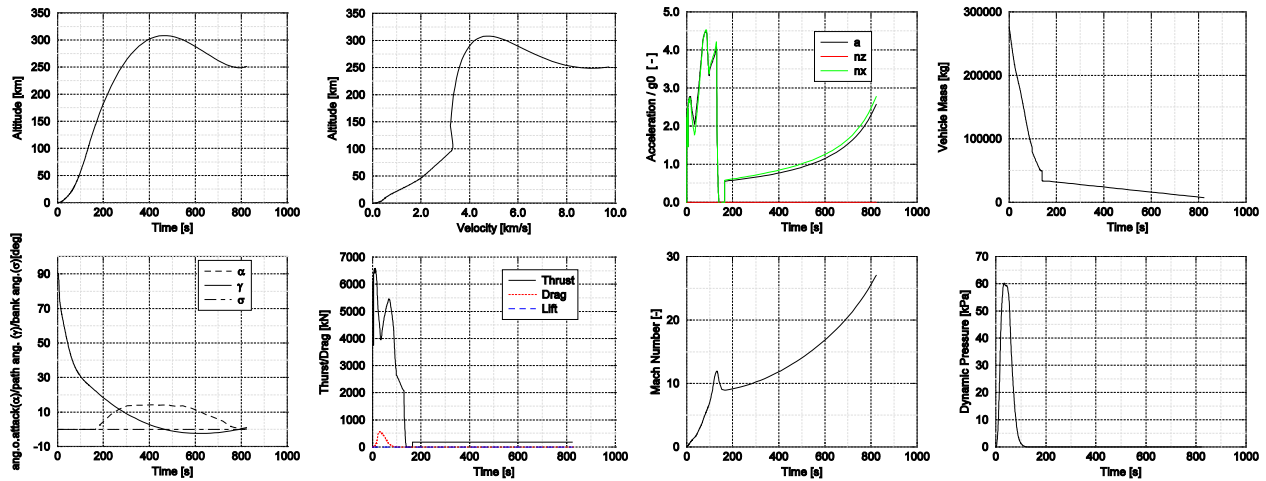 350
300
250
200
150
100
50
0
Altitude [km]
0 200 400 600 800 1000
Time [s]
350
300
250
200
150
100
50
0
Altitude [km]
0.0 2.0 4.0 6.0 8.0 10.0
Velocity [km/s]
5.0
4.0
3.0
2.0
1.0
0.0
Acceleration / g0 [-]
a
nz
nx
0 200 400 600 800 1000
Time [s]
300000
200000
100000
0
Vehicle Mass [kg]
0 200 400 600 800 1000
Time [s]
90
70
50
30
10
-10
ang.o.attack(α)/path ang. (γ)/bank ang.(σ)[deg]
α
γ
σ
0 200 400 600 800 1000
Time [s]
7000
6000
5000
4000
3000
2000
1000
0
Thurst/Drag [kN]
Thrust
Drag
Lift
0 200 400 600 800 1000
Time [s]
30
20
10
0
Mach Number [-]
0 200 400 600 800 1000
Time [s]
70
60
50
40
30
20
10
0
Dynamic Pressure [kPa]
0 200 400 600 800 1000
Time [s]